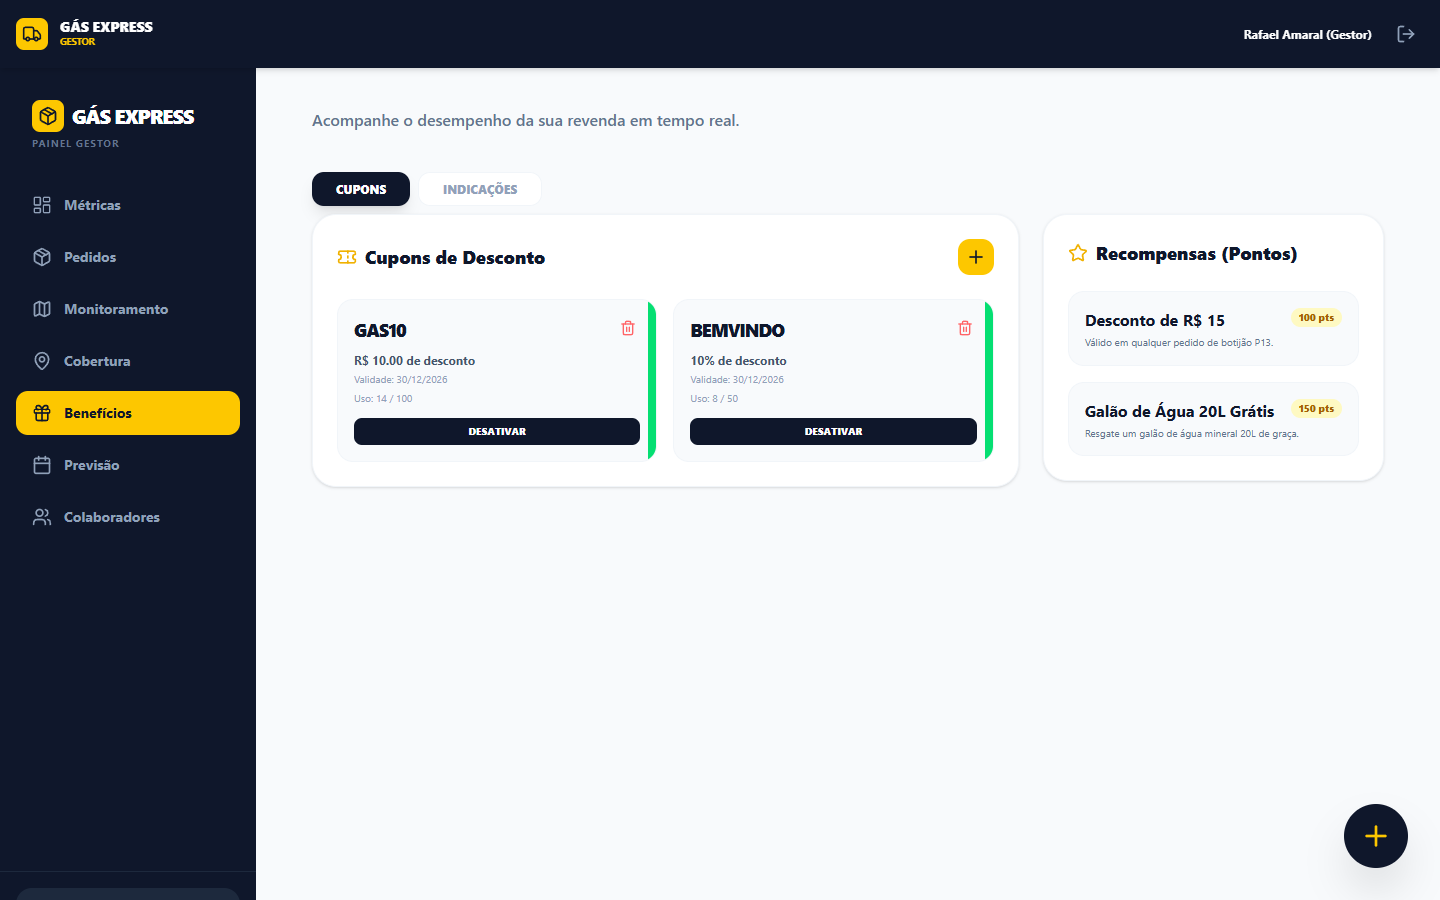 GÁS EXPRESS
GESTOR
Rafael Amaral (Gestor)
GÁS EXPRESS
PAINEL GESTOR
Métricas
Pedidos
Monitoramento
Cobertura
Benefícios
Previsão
Colaboradores
Acompanhe o desempenho da sua revenda em tempo real.
CUPONS
INDICAÇÕES
Cupons de Desconto
GAS10
R$ 10.00 de desconto
Validade: 30/12/2026
Uso: 14 / 100
DESATIVAR
BEMVINDO
10% de desconto
Validade: 30/12/2026
Uso: 8 / 50
DESATIVAR
Recompensas (Pontos)
Desconto de R$ 15
100 pts
Válido em qualquer pedido de botijão P13.
Galão de Água 20L Grátis
150 pts
Resgate um galão de água mineral 20L de graça.